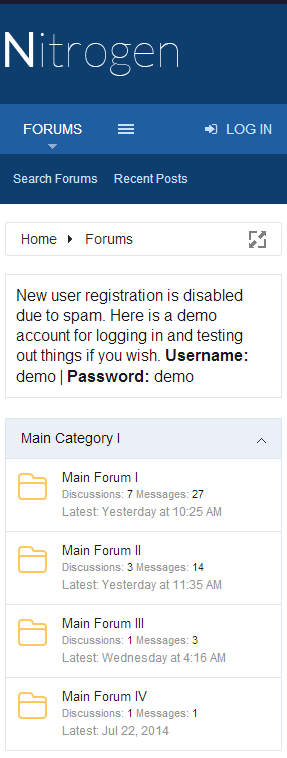 Nitrogen
FORUMS LOG IN
Search Forums Recent Posts
Home Forums
New user registration is disabled
due to spam. Here is a demo
account for logging in and testing
out things if you wish. Username:
demo | Password: demo
Main Category I
Main Forum I
Discussions: 7 Messages: 27
Latest: Yesterday at 10:25 AM
Main Forum II
Discussions: 3 Messages: 14
Latest: Yesterday at 11:35 AM
Main Forum III
Discussions: 1 Messages: 3
Latest: Wednesday at 4:16 AM
Main Forum IV
Discussions: 1 Messages: 1
Latest: Jul 22, 2014